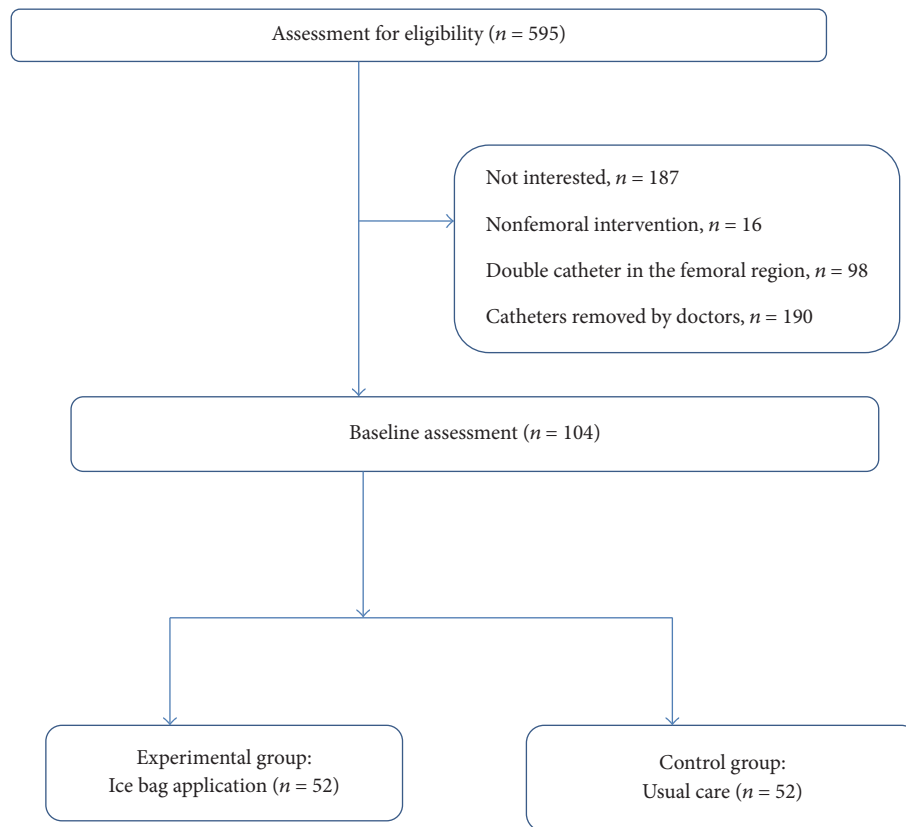 Assessment for eligibility (n = 595)
Not interested, n = 187
Nonfemoral intervention, n = 16
Double catheter in the femoral region, n = 98
Catheters removed by doctors, n = 190
Baseline assessment (n = 104)
Experimental group:
Ice bag application (n = 52)
Control group:
Usual care (n = 52)